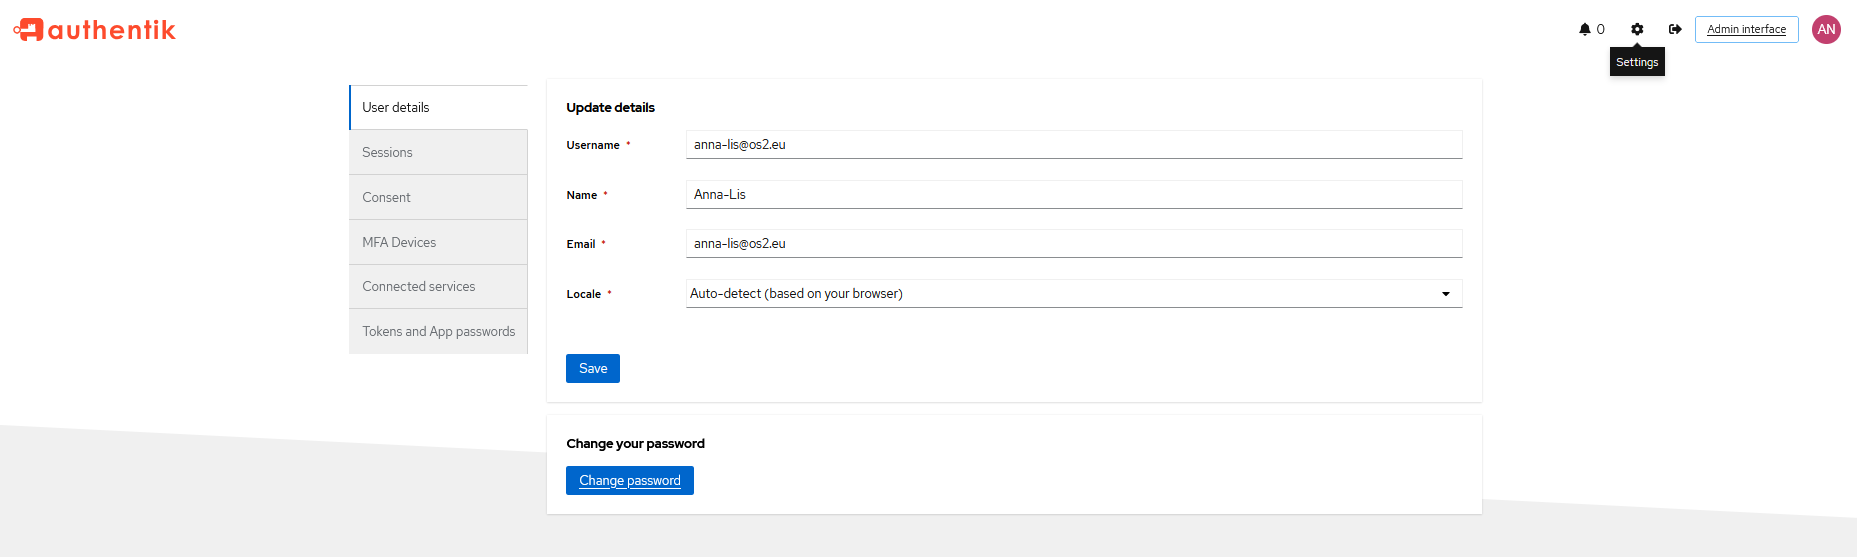 authentik
0
Admin interface
AN
Settings
User details
Sessions
Consent
MFA Devices
Connected services
Tokens and App passwords
Update details
Username *
anna-lis@os2.eu
Name *
Anna-Lis
Email *
anna-lis@os2.eu
Locale *
Auto-detect (based on your browser)
Save
Change your password
Change password